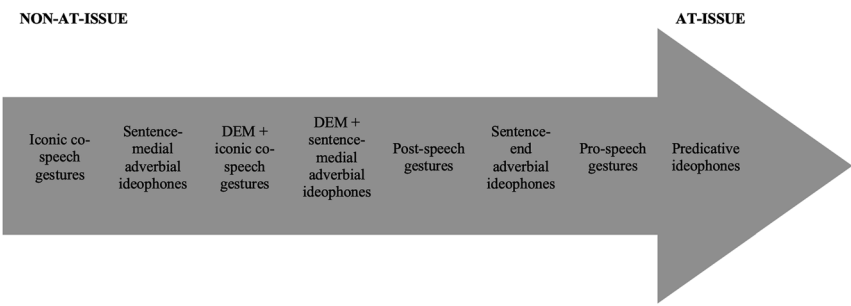 NON-AT-ISSUE
AT-ISSUE
Iconic co-
speech
gestures
Sentence-
medial
adverbial
ideophones
DEM +
iconic co-
speech
gestures
DEM +
sentence-
medial
adverbial
ideophones
Post-speech
gestures
Sentence-
end
adverbial
ideophones
Pro-speech
gestures
Predicative
ideophones